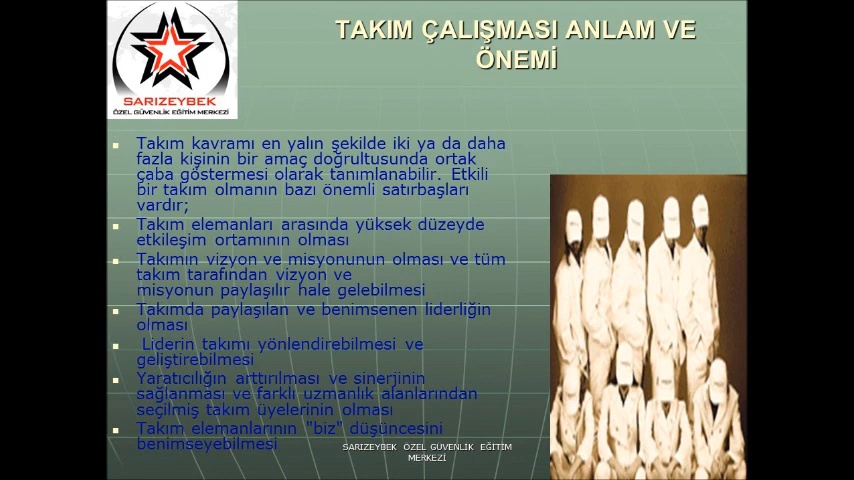 SARIZEYBEK
ÖZEL GÜVENLİK EĞİTİM MERKEZİ
TAKIM ÇALIŞMASI ANLAM VE
ÖNEMİ
Takım kavramı en yalın şekilde iki ya da daha
fazla kişinin bir amaç doğrultusunda ortak
çaba göstermesi olarak tanımlanabilir. Etkili
bir takım olmanın bazı önemli satırbaşları
vardır;
Takım elemanları arasında yüksek düzeyde
etkileşim ortamının olması
Takımın vizyon ve misyonunun olması ve tüm
takım tarafından vizyon ve
misyonun paylaşılır hale gelebilmesi
Takımda paylaşılan ve benimsenen liderliğin
olması
Liderin takımı yönlendirebilmesi ve
geliştirebilmesi
Yaratıcılığın arttırılması ve sinerjinin
sağlanması ve farklı uzmanlık alanlarından
seçilmiş takım üyelerinin olması
Takım elemanlarının "biz" düşüncesini
benimseyebilmesi
SARIZEYBEK ÖZEL GÜVENLİK EĞİTİM
MERKEZİ